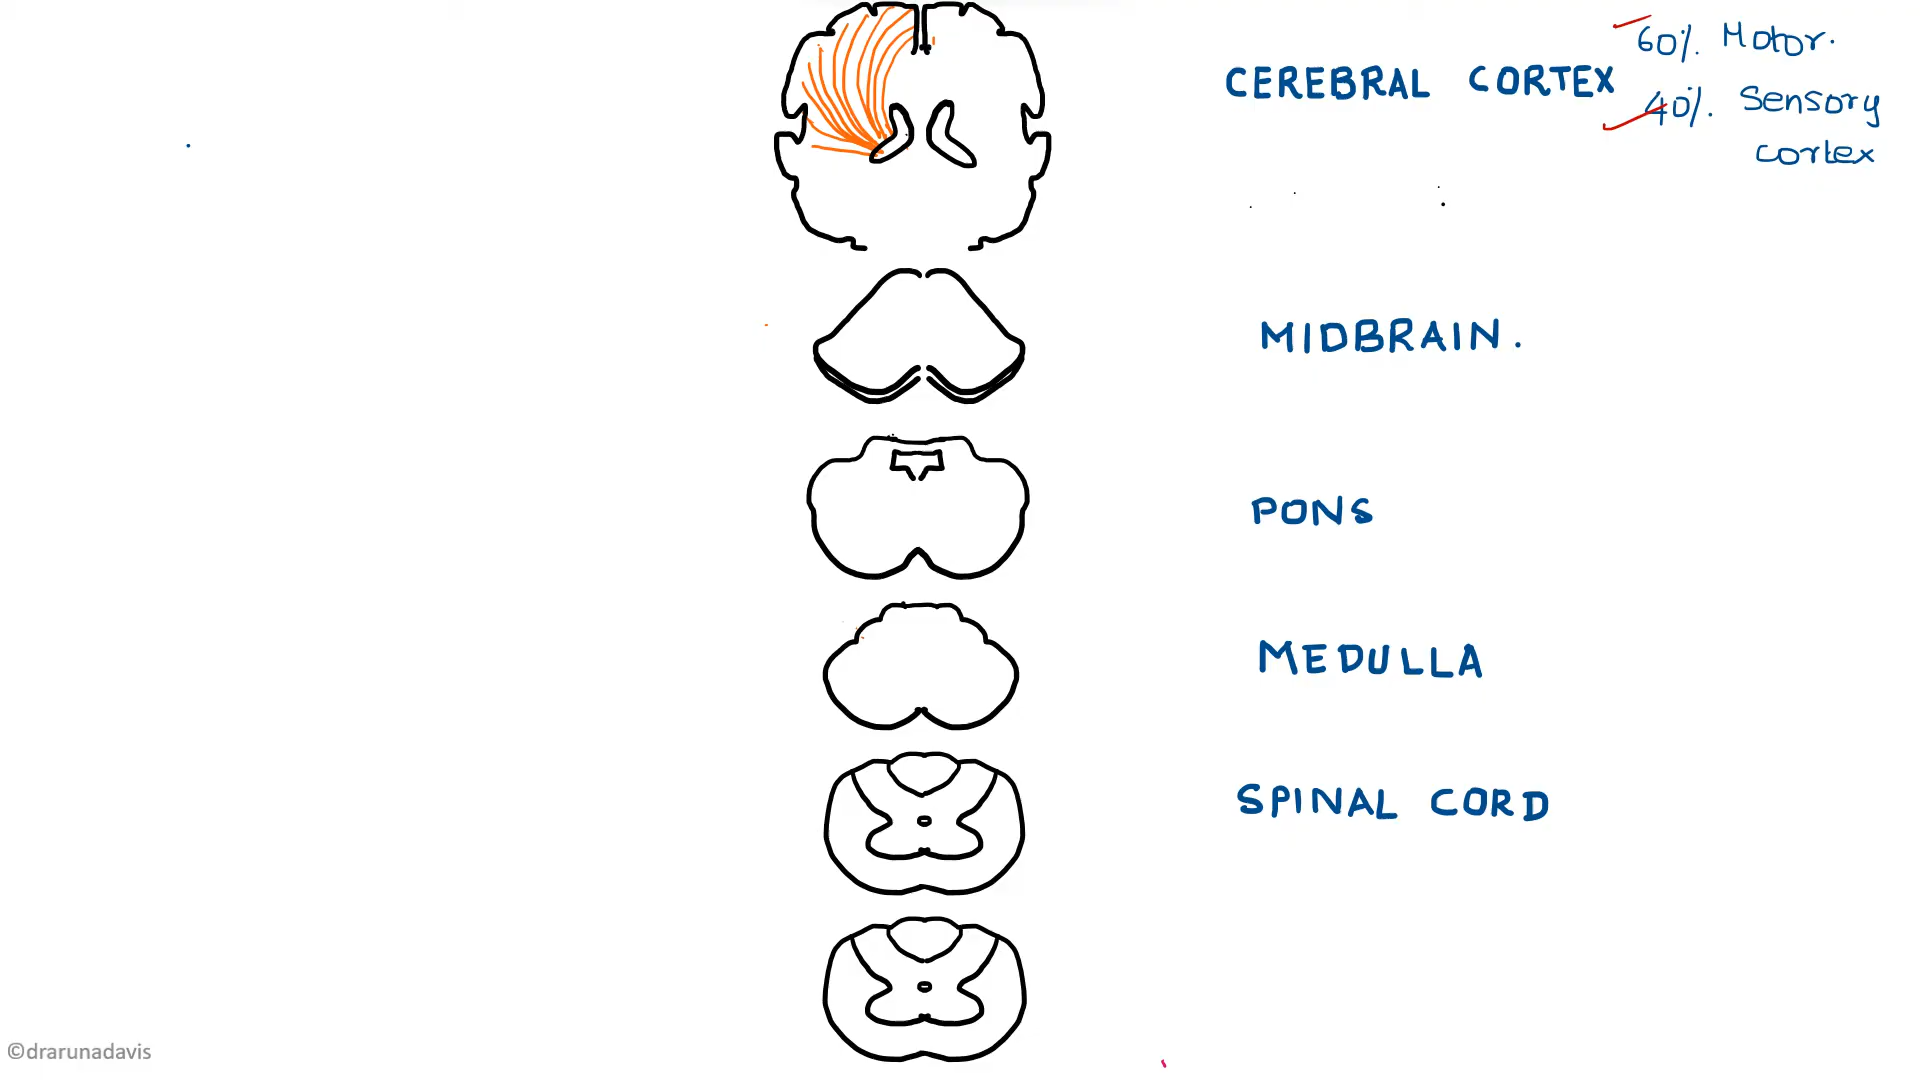 60%. Motor.
CEREBRAL CORTEX
40%. Sensory
cortex
MIDBRAIN.
PONS
MEDULLA
SPINAL CORD
©drarunadavis